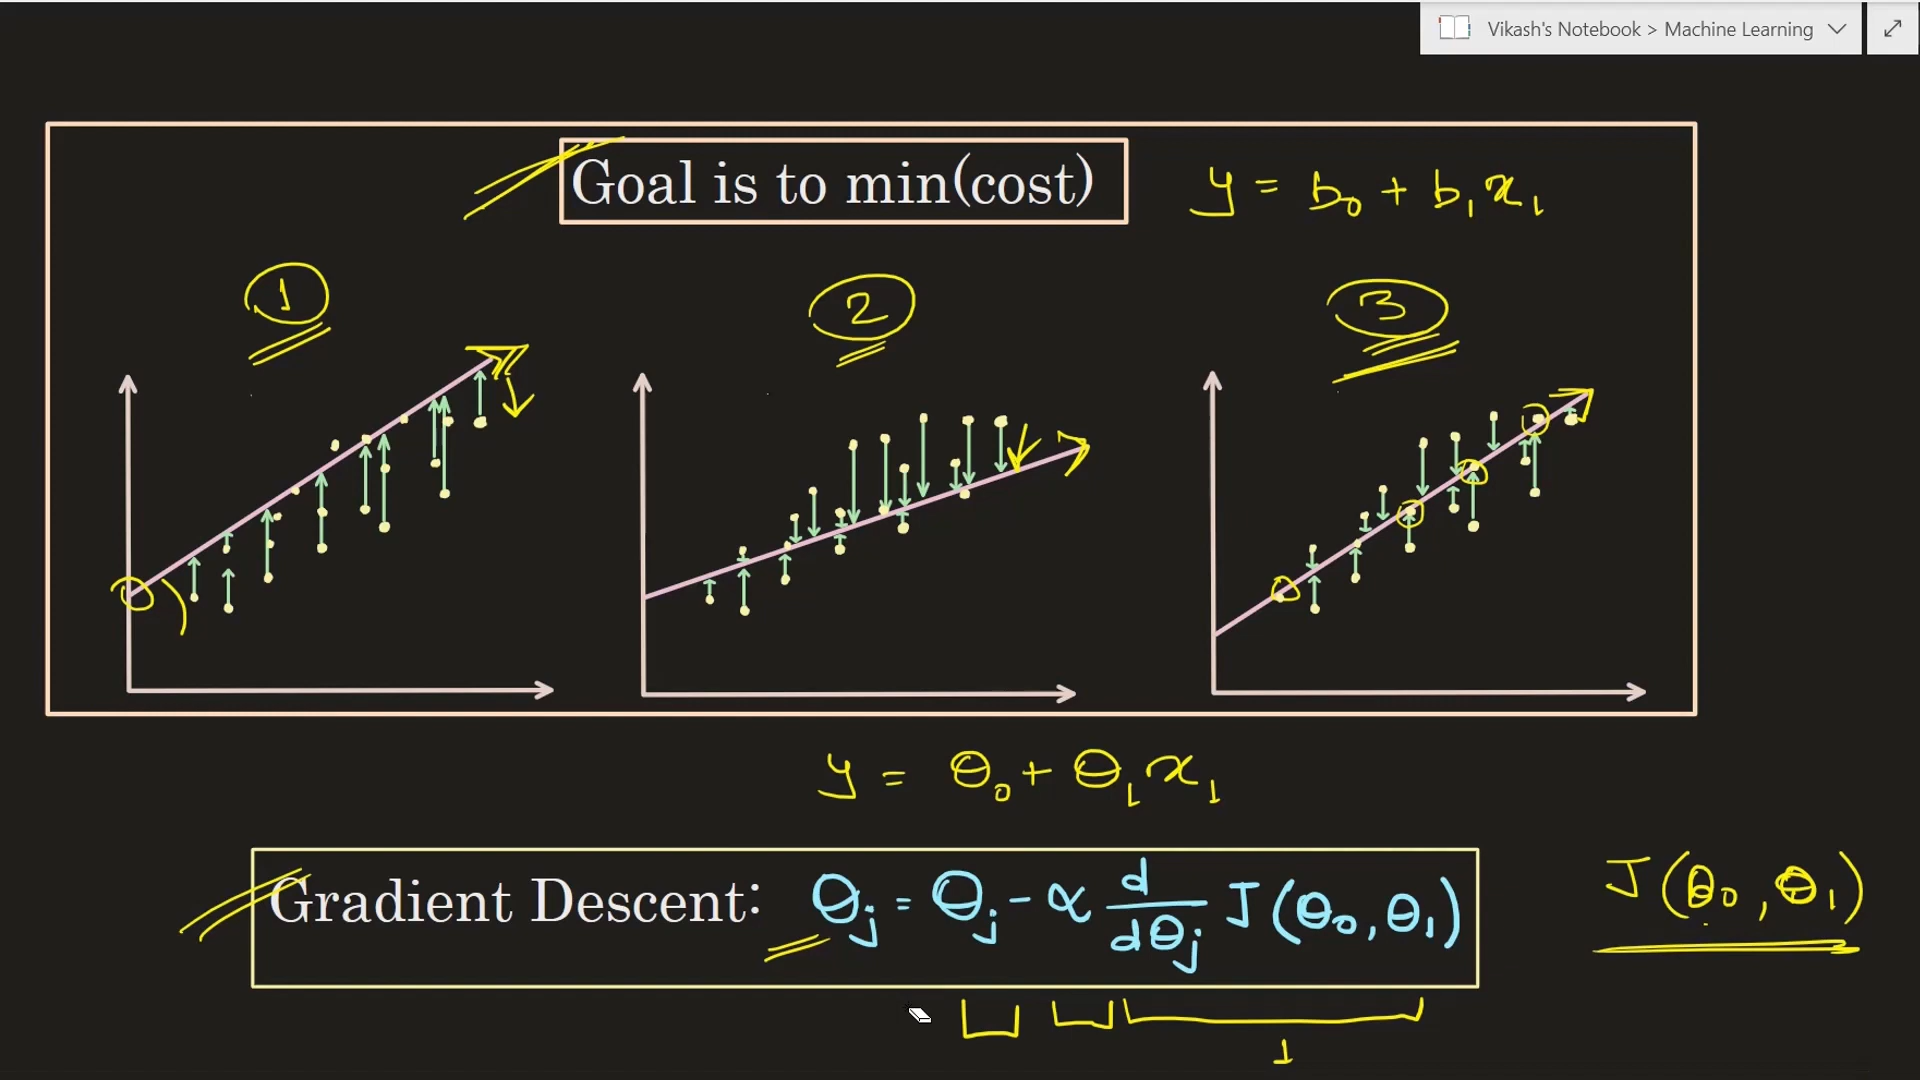 Vikash's Notebook > Machine Learning
Goal is to min(cost)
y = b₀ + b₁x₁
1
2
3
y = θ₀ + θ₁x₁
Gradient Descent: θj = θj - α d/dθj J(θ₀, θ₁)
J(θ₀, θ₁)
1